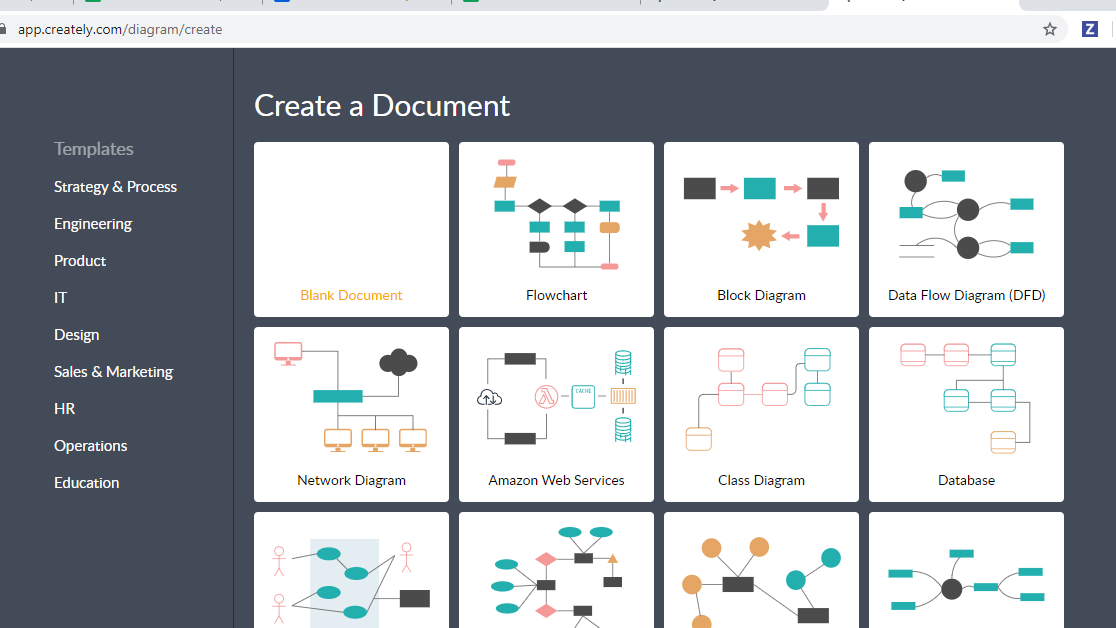 app.creately.com/diagram/create
Z
Create a Document
Templates
Strategy & Process
Engineering
Product
IT
Design
Sales & Marketing
HR
Operations
Education
Blank Document
Flowchart
Block Diagram
Data Flow Diagram (DFD)
CACHE
Network Diagram
Amazon Web Services
Class Diagram
Database